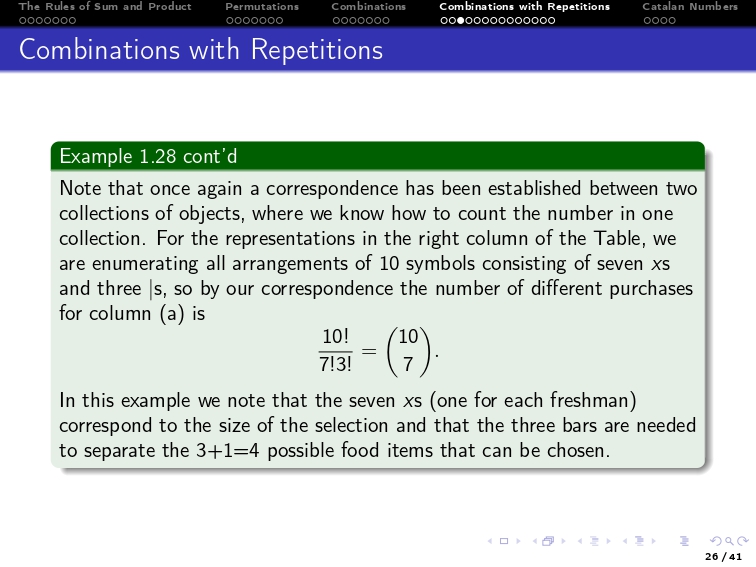 The Rules of Sum and Product Permutations Combinations Combinations with Repetitions Catalan Numbers
Combinations with Repetitions
Example 1.28 cont'd
Note that once again a correspondence has been established between two
collections of objects, where we know how to count the number in one
collection. For the representations in the right column of the Table, we
are enumerating all arrangements of 10 symbols consisting of seven xs
and three |s, so by our correspondence the number of different purchases
for column (a) is
10!/7!3! = (10 7).
In this example we note that the seven xs (one for each freshman)
correspond to the size of the selection and that the three bars are needed
to separate the 3+1=4 possible food items that can be chosen.
26 / 41